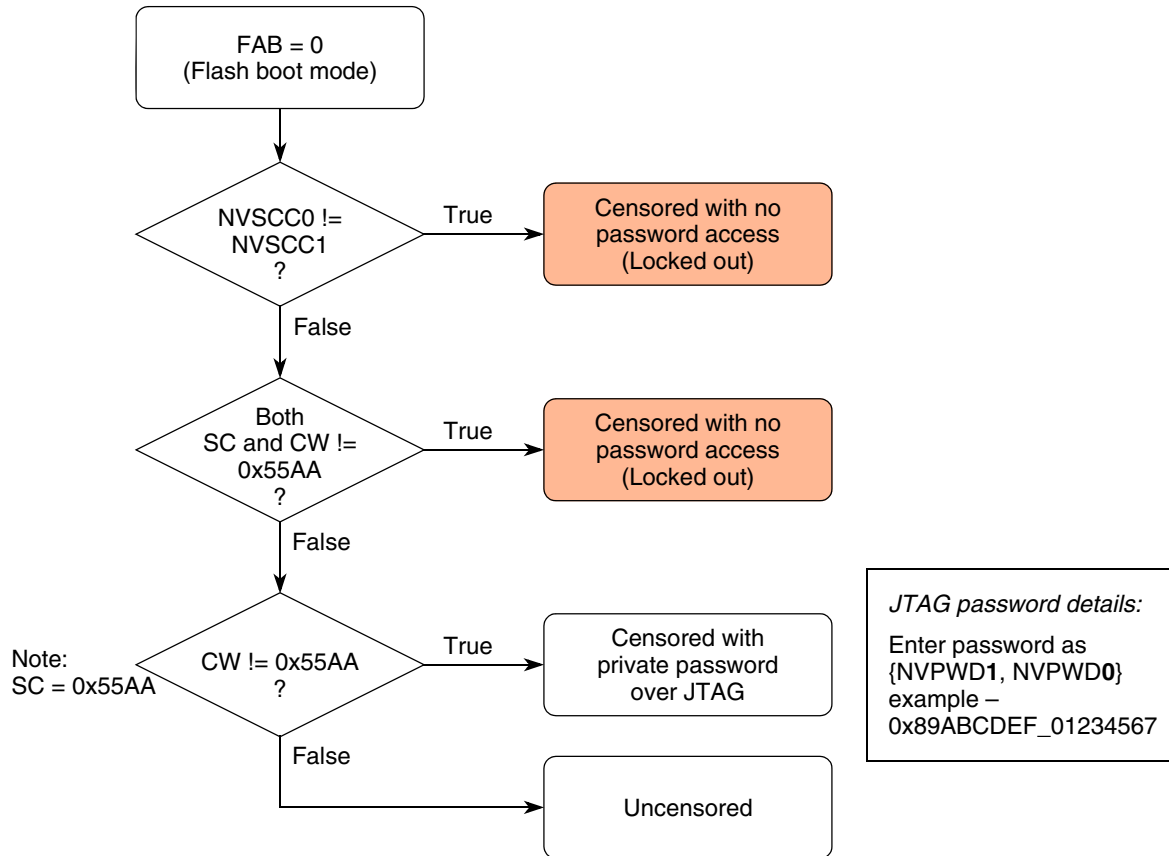 FAB = 0
(Flash boot mode)
NVSCC0 !=
NVSCC1
?
True
Censored with no
password access
(Locked out)
False
Both
SC and CW !=
0x55AA
?
True
Censored with no
password access
(Locked out)
False
Note:
SC = 0x55AA
CW != 0x55AA
?
True
Censored with
private password
over JTAG
False
Uncensored
JTAG password details:
Enter password as
{NVPWD1, NVPWD0}
example –
0x89ABCDEF_01234567